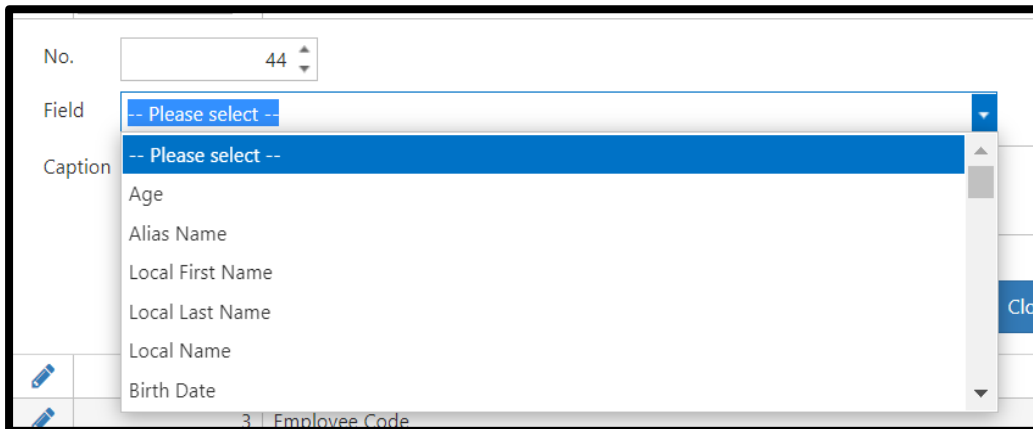 No. 44
Field -- Please select --
-- Please select --
Caption
Age
Alias Name
Local First Name
Local Last Name
Local Name
Birth Date
3 Employee Code